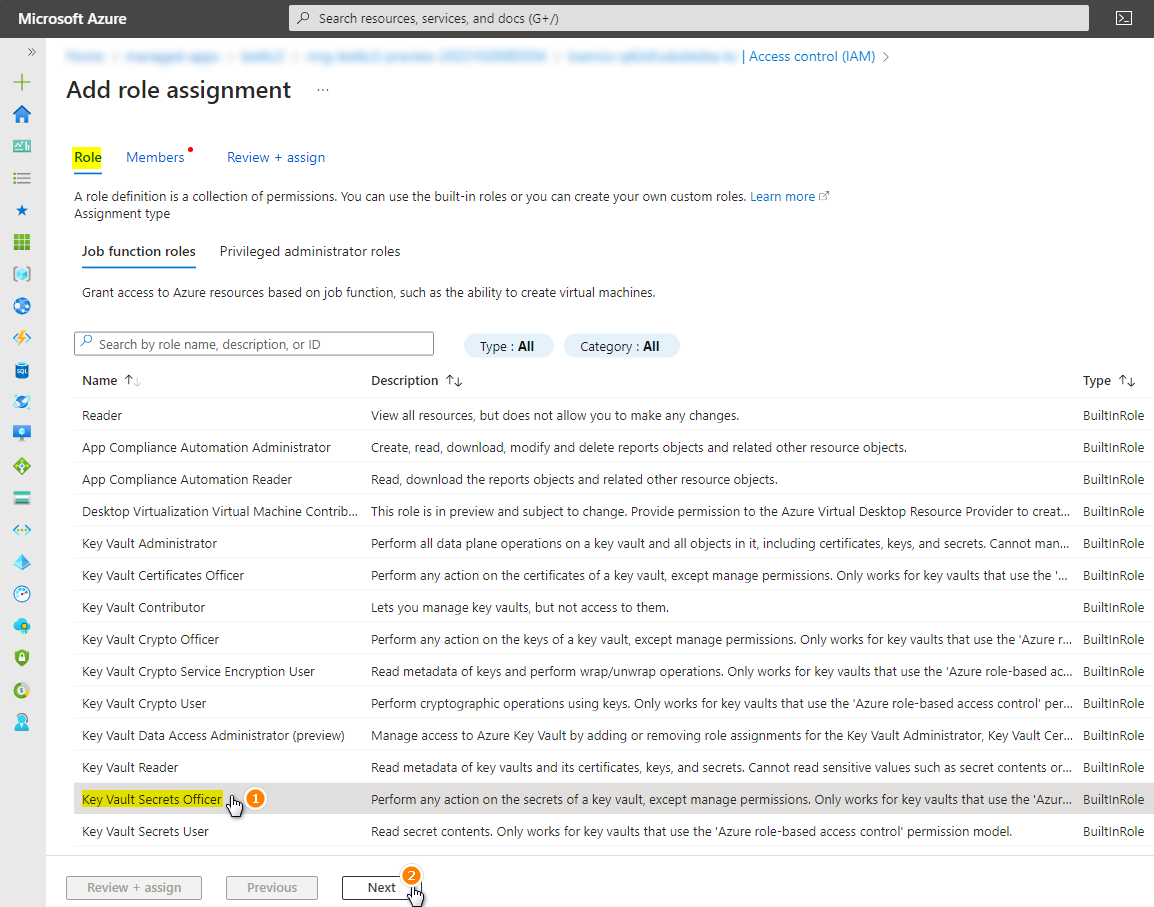 Microsoft Azure
Search resources, services, and docs (G+/)
| Access control (IAM) >
Add role assignment ...
Role Members Review + assign
A role definition is a collection of permissions. You can use the built-in roles or you can create your own custom roles. Learn more
Assignment type
Job function roles Privileged administrator roles
Grant access to Azure resources based on job function, such as the ability to create virtual machines.
Search by role name, description, or ID Type : All Category : All
Name ↑↓ Description ↑↓ Type ↑↓
Reader View all resources, but does not allow you to make any changes. BuiltInRole
App Compliance Automation Administrator Create, read, download, modify and delete reports objects and related other resource objects. BuiltInRole
App Compliance Automation Reader Read, download the reports objects and related other resource objects. BuiltInRole
Desktop Virtualization Virtual Machine Contrib... This role is in preview and subject to change. Provide permission to the Azure Virtual Desktop Resource Provider to creat... BuiltInRole
Key Vault Administrator Perform all data plane operations on a key vault and all objects in it, including certificates, keys, and secrets. Cannot man... BuiltInRole
Key Vault Certificates Officer Perform any action on the certificates of a key vault, except manage permissions. Only works for key vaults that use the '... BuiltInRole
Key Vault Contributor Lets you manage key vaults, but not access to them. BuiltInRole
Key Vault Crypto Officer Perform any action on the keys of a key vault, except manage permissions. Only works for key vaults that use the 'Azure r... BuiltInRole
Key Vault Crypto Service Encryption User Read metadata of keys and perform wrap/unwrap operations. Only works for key vaults that use the 'Azure role-based ac... BuiltInRole
Key Vault Crypto User Perform cryptographic operations using keys. Only works for key vaults that use the 'Azure role-based access control' per... BuiltInRole
Key Vault Data Access Administrator (preview) Manage access to Azure Key Vault by adding or removing role assignments for the Key Vault Administrator, Key Vault Cer... BuiltInRole
Key Vault Reader Read metadata of key vaults and its certificates, keys, and secrets. Cannot read sensitive values such as secret contents or... BuiltInRole
Key Vault Secrets Officer 1 Perform any action on the secrets of a key vault, except manage permissions. Only works for key vaults that use the 'Azur... BuiltInRole
Key Vault Secrets User Read secret contents. Only works for key vaults that use the 'Azure role-based access control' permission model. BuiltInRole
Review + assign Previous Next 2